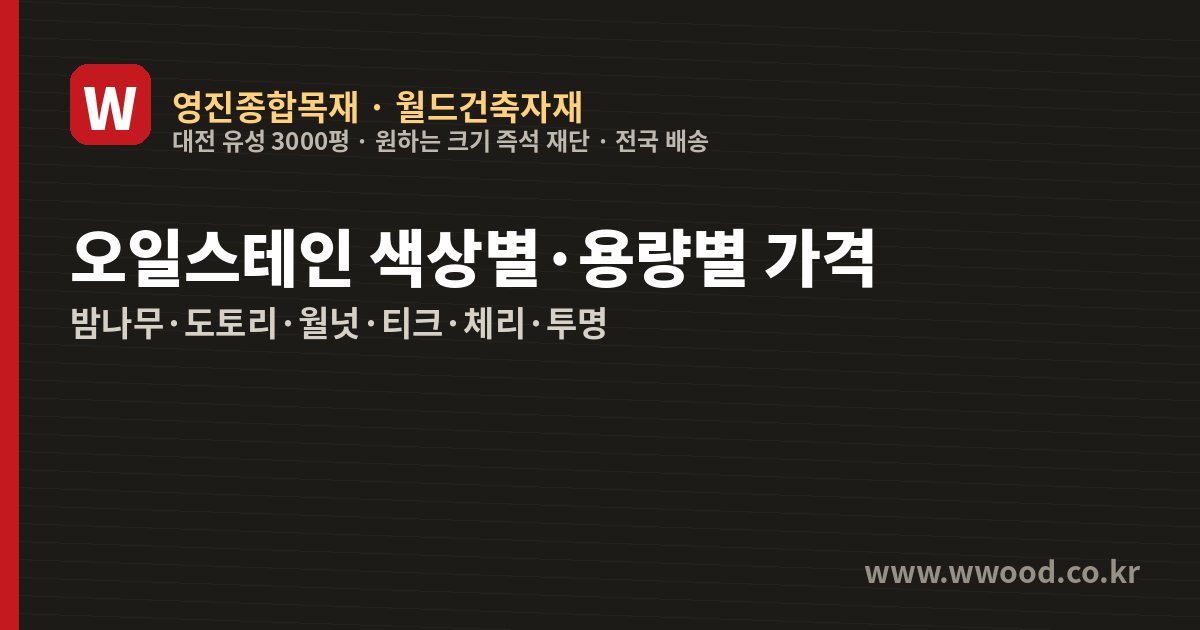 W
영진종합목재 · 월드건축자재
대전 유성 3000평 · 원하는 크기 즉석 재단 · 전국 배송
오일스테인 색상별·용량별 가격
밤나무·도토리·월넛·티크·체리·투명
www.wwood.co.kr